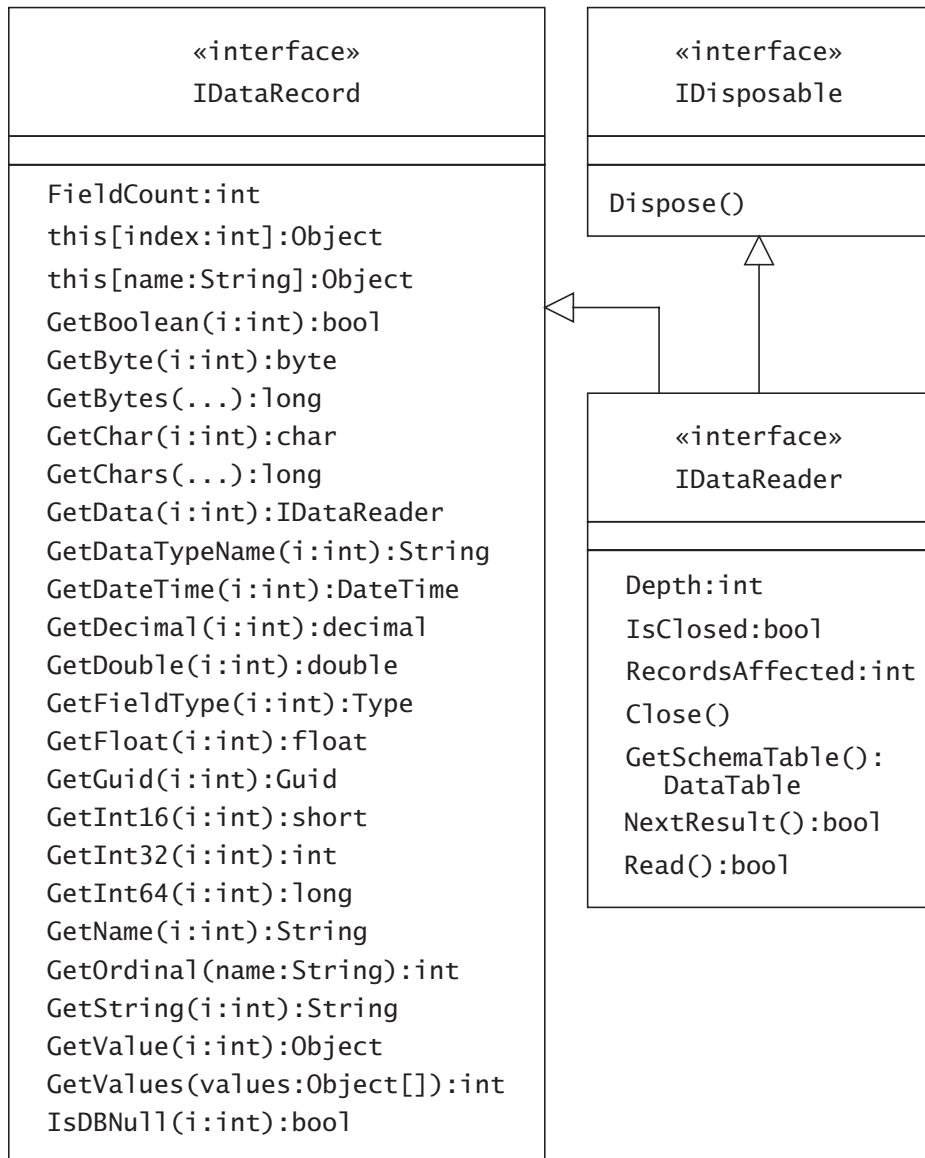 «interface»
IDataRecord
FieldCount:int
this[index:int]:Object
this[name:String]:Object
GetBoolean(i:int):bool
GetByte(i:int):byte
GetBytes(...):long
GetChar(i:int):char
GetChars(...):long
GetData(i:int):IDataReader
GetDataTypeName(i:int):String
GetDateTime(i:int):DateTime
GetDecimal(i:int):decimal
GetDouble(i:int):double
GetFieldType(i:int):Type
GetFloat(i:int):float
GetGuid(i:int):Guid
GetInt16(i:int):short
GetInt32(i:int):int
GetInt64(i:int):long
GetName(i:int):String
GetOrdinal(name:String):int
GetString(i:int):String
GetValue(i:int):Object
GetValues(values:Object[]):int
IsDBNull(i:int):bool
«interface»
IDisposable
Dispose()
«interface»
IDataReader
Depth:int
IsClosed:bool
RecordsAffected:int
Close()
GetSchemaTable():
DataTable
NextResult():bool
Read():bool